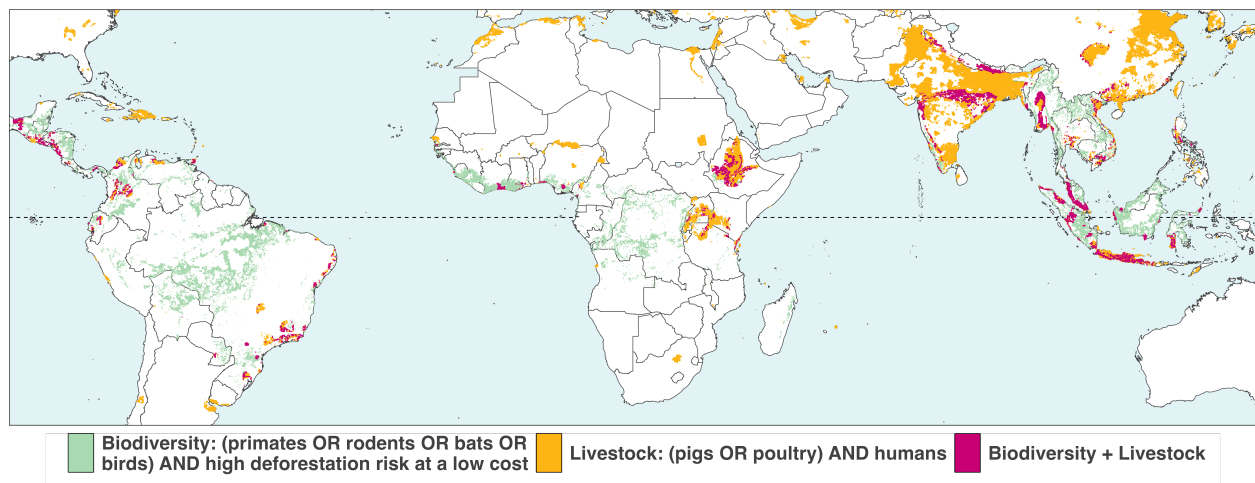 Biodiversity: (primates OR rodents OR bats OR
birds) AND high deforestation risk at a low cost
Livestock: (pigs OR poultry) AND humans
Biodiversity + Livestock